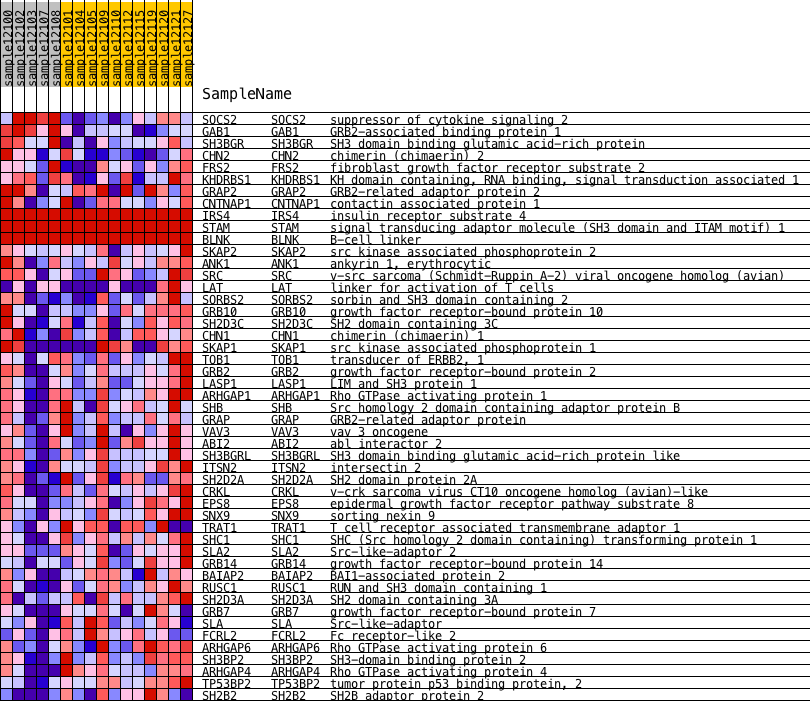 sample12100
sample12102
sample12103
sample12107
sample12108
sample12101
sample12104
sample12105
sample12109
sample12110
sample12112
sample12115
sample12119
sample12120
sample12121
sample12127
SampleName
SOCS2 SOCS2 suppressor of cytokine signaling 2
GAB1 GAB1 GRB2-associated binding protein 1
SH3BGR SH3BGR SH3 domain binding glutamic acid-rich protein
CHN2 CHN2 chimerin (chimaerin) 2
FRS2 FRS2 fibroblast growth factor receptor substrate 2
KHDRBS1 KHDRBS1 KH domain containing, RNA binding, signal transduction associated 1
GRAP2 GRAP2 GRB2-related adaptor protein 2
CNTNAP1 CNTNAP1 contactin associated protein 1
IRS4 IRS4 insulin receptor substrate 4
STAM STAM signal transducing adaptor molecule (SH3 domain and ITAM motif) 1
BLNK BLNK B-cell linker
SKAP2 SKAP2 src kinase associated phosphoprotein 2
ANK1 ANK1 ankyrin 1, erythrocytic
SRC SRC v-src sarcoma (Schmidt-Ruppin A-2) viral oncogene homolog (avian)
LAT LAT linker for activation of T cells
SORBS2 SORBS2 sorbin and SH3 domain containing 2
GRB10 GRB10 growth factor receptor-bound protein 10
SH2D3C SH2D3C SH2 domain containing 3C
CHN1 CHN1 chimerin (chimaerin) 1
SKAP1 SKAP1 src kinase associated phosphoprotein 1
TOB1 TOB1 transducer of ERBB2, 1
GRB2 GRB2 growth factor receptor-bound protein 2
LASP1 LASP1 LIM and SH3 protein 1
ARHGAP1 ARHGAP1 Rho GTPase activating protein 1
SHB SHB Src homology 2 domain containing adaptor protein B
GRAP GRAP GRB2-related adaptor protein
VAV3 VAV3 vav 3 oncogene
ABI2 ABI2 abl interactor 2
SH3BGRL SH3BGRL SH3 domain binding glutamic acid-rich protein like
ITSN2 ITSN2 intersectin 2
SH2D2A SH2D2A SH2 domain protein 2A
CRKL CRKL v-crk sarcoma virus CT10 oncogene homolog (avian)-like
EPS8 EPS8 epidermal growth factor receptor pathway substrate 8
SNX9 SNX9 sorting nexin 9
TRAT1 TRAT1 T cell receptor associated transmembrane adaptor 1
SHC1 SHC1 SHC (Src homology 2 domain containing) transforming protein 1
SLA2 SLA2 Src-like-adaptor 2
GRB14 GRB14 growth factor receptor-bound protein 14
BAIAP2 BAIAP2 BAI1-associated protein 2
RUSC1 RUSC1 RUN and SH3 domain containing 1
SH2D3A SH2D3A SH2 domain containing 3A
GRB7 GRB7 growth factor receptor-bound protein 7
SLA SLA Src-like-adaptor
FCRL2 FCRL2 Fc receptor-like 2
ARHGAP6 ARHGAP6 Rho GTPase activating protein 6
SH3BP2 SH3BP2 SH3-domain binding protein 2
ARHGAP4 ARHGAP4 Rho GTPase activating protein 4
TP53BP2 TP53BP2 tumor protein p53 binding protein, 2
SH2B2 SH2B2 SH2B adaptor protein 2